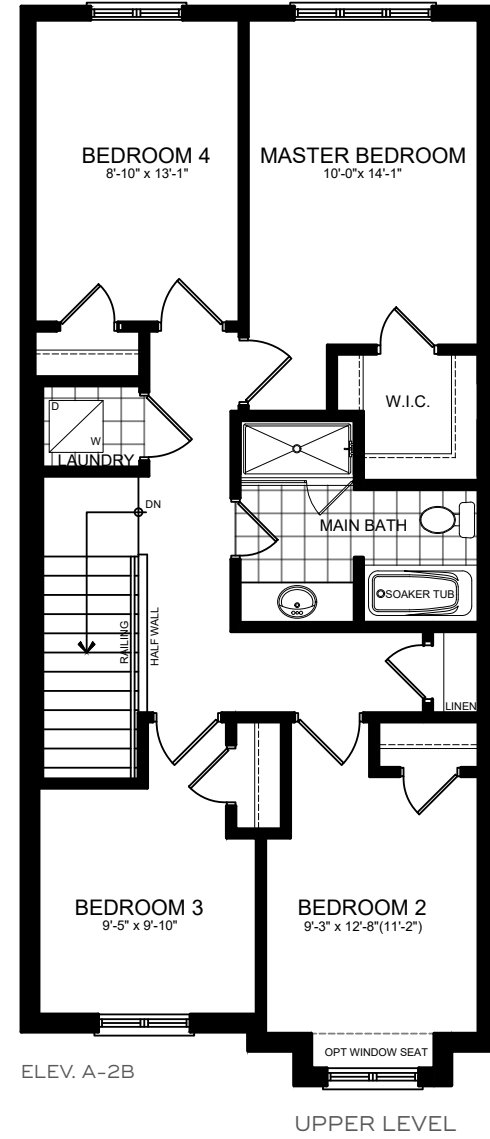 BEDROOM 4
8'-10" x 13'-1"
MASTER BEDROOM
10'-0"x 14'-1"
W.I.C.
D
W
LAUNDRY
DN
MAIN BATH
SOAKER TUB
RAILING
HALF WALL
LINEN
BEDROOM 3
9'-5" x 9'-10"
BEDROOM 2
9'-3" x 12'-8"(11'-2")
OPT WINDOW SEAT
ELEV. A-2B
UPPER LEVEL